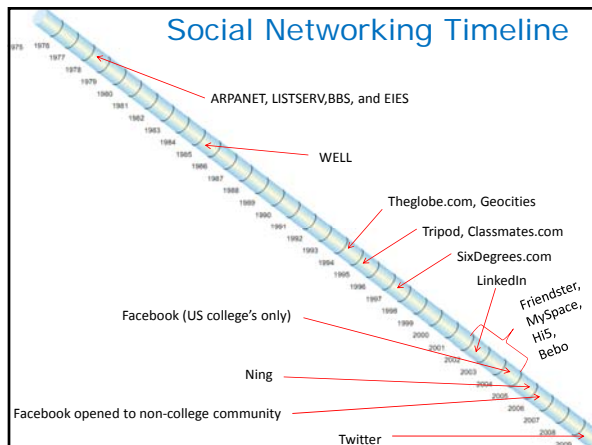 Social Networking Timeline
1975
1976
1977
1978
1979
1980
1981
1982
1983
1984
1985
1986
1987
1988
1989
1990
1991
1992
1993
1994
1995
1996
1997
1998
1999
2000
2001
2002
2003
2004
2005
2006
2007
2008
2009
ARPANET, LISTSERV,BBS, and EIES
WELL
Theglobe.com, Geocities
Tripod, Classmates.com
SixDegrees.com
LinkedIn
Friendster,
MySpace,
Hi5,
Bebo
Facebook (US college's only)
Ning
Facebook opened to non-college community
Twitter